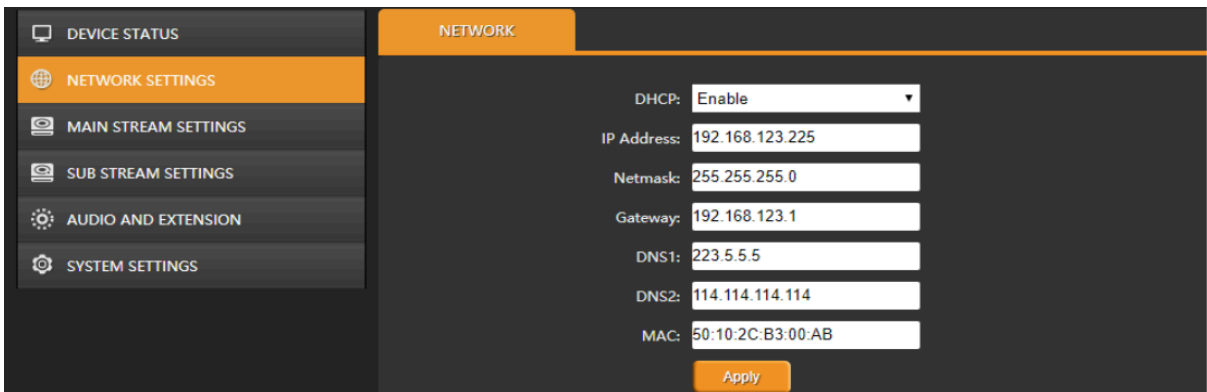 DEVICE STATUS
NETWORK SETTINGS
MAIN STREAM SETTINGS
SUB STREAM SETTINGS
AUDIO AND EXTENSION
SYSTEM SETTINGS
NETWORK
DHCP: Enable
IP Address: 192.168.123.225
Netmask: 255.255.255.0
Gateway: 192.168.123.1
DNS1: 223.5.5.5
DNS2: 114.114.114.114
MAC: 50:10:2C:B3:00:AB
Apply